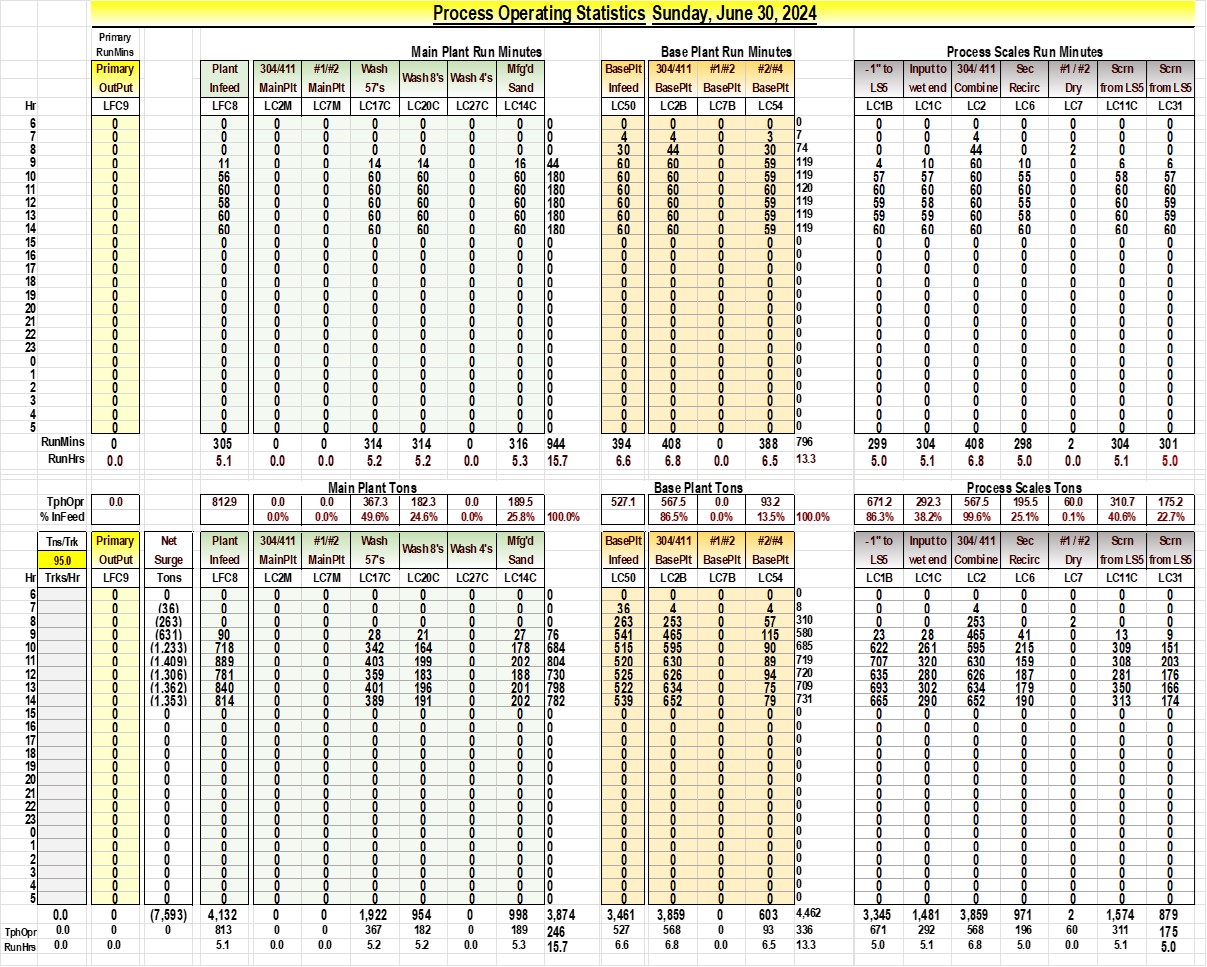 Process Operating Statistics Sunday, June 30, 2024
Primary
RunMins Main Plant Run Minutes Base Plant Run Minutes Process Scales Run Minutes
Primary Plant 304/411 #1/#2 Wash Wash 8's Wash 4's Mfg'd BasePlt 304/411 #1/#2 #2/#4 -1" to Input to 304/ 411 Sec #1 / #2 Scrn Scrn
OutPut Infeed MainPlt MainPlt 57's Sand Infeed BasePlt BasePlt BasePlt LS5 wet end Combine Recirc Dry from LS5 from LS5
Hr LFC9 LFC8 LC2M LC7M LC17C LC20C LC27C LC14C LC50 LC2B LC7B LC54 LC1B LC1C LC2 LC6 LC7 LC11C LC31
6 0 0 0 0 0 0 0 0 0 0 0 0 0 0 0 0 0 0 0 0 0
7 0 0 0 0 0 0 0 0 0 4 4 0 3 7 0 0 4 0 0 0 0
8 0 0 0 0 0 0 0 0 0 30 44 0 30 74 0 0 44 0 2 0 0
9 0 11 0 0 14 14 0 16 44 60 60 0 59 119 4 10 60 10 0 6 6
10 0 56 0 0 60 60 0 60 180 60 60 0 59 119 57 57 60 55 0 58 57
11 0 60 0 0 60 60 0 60 180 60 60 0 60 120 60 60 60 60 0 60 60
12 0 58 0 0 60 60 0 60 180 60 60 0 59 119 59 58 60 55 0 60 59
13 0 60 0 0 60 60 0 60 180 60 60 0 59 119 59 59 60 58 0 60 59
14 0 60 0 0 60 60 0 60 180 60 60 0 59 119 60 60 60 60 0 60 60
15 0 0 0 0 0 0 0 0 0 0 0 0 0 0 0 0 0 0 0 0 0
16 0 0 0 0 0 0 0 0 0 0 0 0 0 0 0 0 0 0 0 0 0
17 0 0 0 0 0 0 0 0 0 0 0 0 0 0 0 0 0 0 0 0 0
18 0 0 0 0 0 0 0 0 0 0 0 0 0 0 0 0 0 0 0 0 0
19 0 0 0 0 0 0 0 0 0 0 0 0 0 0 0 0 0 0 0 0 0
20 0 0 0 0 0 0 0 0 0 0 0 0 0 0 0 0 0 0 0 0 0
21 0 0 0 0 0 0 0 0 0 0 0 0 0 0 0 0 0 0 0 0 0
22 0 0 0 0 0 0 0 0 0 0 0 0 0 0 0 0 0 0 0 0 0
23 0 0 0 0 0 0 0 0 0 0 0 0 0 0 0 0 0 0 0 0 0
0 0 0 0 0 0 0 0 0 0 0 0 0 0 0 0 0 0 0 0 0 0
1 0 0 0 0 0 0 0 0 0 0 0 0 0 0 0 0 0 0 0 0 0
2 0 0 0 0 0 0 0 0 0 0 0 0 0 0 0 0 0 0 0 0 0
3 0 0 0 0 0 0 0 0 0 0 0 0 0 0 0 0 0 0 0 0 0
4 0 0 0 0 0 0 0 0 0 0 0 0 0 0 0 0 0 0 0 0 0
5 0 0 0 0 0 0 0 0 0 0 0 0 0 0 0 0 0 0 0 0 0
RunMins 0 305 0 0 314 314 0 316 944 394 408 0 388 796 299 304 408 298 2 304 301
RunHrs 0.0 5.1 0.0 0.0 5.2 5.2 0.0 5.3 15.7 6.6 6.8 0.0 6.5 13.3 5.0 5.1 6.8 5.0 0.0 5.1 5.0
Main Plant Tons Base Plant Tons Process Scales Tons
TphOpr 0.0 812.9 0.0 0.0 367.3 182.3 0.0 189.5 527.1 567.5 0.0 93.2 671.2 292.3 567.5 195.5 60.0 310.7 175.2
% InFeed 0.0% 0.0% 49.6% 24.6% 0.0% 25.8% 100.0% 86.5% 0.0% 13.5% 100.0% 86.3% 38.2% 99.6% 25.1% 0.1% 40.6% 22.7%
Tns/Trk Primary Net Plant 304/411 #1/#2 Wash Wash 8's Wash 4's Mfg'd BasePlt 304/411 #1/#2 #2/#4 -1" to Input to 304/ 411 Sec #1 / #2 Scrn Scrn
95.0 OutPut Surge Infeed MainPlt MainPlt 57's Sand Infeed BasePlt BasePlt BasePlt LS5 wet end Combine Recirc Dry from LS5 from LS5
Hr Trks/Hr LFC9 Tons LFC8 LC2M LC7M LC17C LC20C LC27C LC14C LC50 LC2B LC7B LC54 LC1B LC1C LC2 LC6 LC7 LC11C LC31
6 0 0 0 0 0 0 0 0 0 0 0 0 0 0 0 0 0 0 0 0 0 0
7 0 (36) 0 0 0 0 0 0 0 0 36 4 0 4 8 0 0 4 0 0 0 0
8 0 (263) 0 0 0 0 0 0 0 0 263 253 0 57 310 0 0 253 0 2 0 0
9 0 (631) 90 0 0 28 21 0 27 76 541 465 0 115 580 23 28 465 41 0 13 9
10 0 (1,233) 718 0 0 342 164 0 178 684 515 595 0 90 685 622 261 595 215 0 309 151
11 0 (1,409) 889 0 0 403 199 0 202 804 520 630 0 89 719 707 320 630 159 0 308 203
12 0 (1,306) 781 0 0 359 183 0 188 730 525 626 0 94 720 635 280 626 187 0 281 176
13 0 (1,362) 840 0 0 401 196 0 201 798 522 634 0 75 709 693 302 634 179 0 350 166
14 0 (1,353) 814 0 0 389 191 0 202 782 539 652 0 79 731 665 290 652 190 0 313 174
15 0 0 0 0 0 0 0 0 0 0 0 0 0 0 0 0 0 0 0 0 0 0
16 0 0 0 0 0 0 0 0 0 0 0 0 0 0 0 0 0 0 0 0 0 0
17 0 0 0 0 0 0 0 0 0 0 0 0 0 0 0 0 0 0 0 0 0 0
18 0 0 0 0 0 0 0 0 0 0 0 0 0 0 0 0 0 0 0 0 0 0
19 0 0 0 0 0 0 0 0 0 0 0 0 0 0 0 0 0 0 0 0 0 0
20 0 0 0 0 0 0 0 0 0 0 0 0 0 0 0 0 0 0 0 0 0 0
21 0 0 0 0 0 0 0 0 0 0 0 0 0 0 0 0 0 0 0 0 0 0
22 0 0 0 0 0 0 0 0 0 0 0 0 0 0 0 0 0 0 0 0 0 0
23 0 0 0 0 0 0 0 0 0 0 0 0 0 0 0 0 0 0 0 0 0 0
0 0 0 0 0 0 0 0 0 0 0 0 0 0 0 0 0 0 0 0 0 0 0
1 0 0 0 0 0 0 0 0 0 0 0 0 0 0 0 0 0 0 0 0 0 0
2 0 0 0 0 0 0 0 0 0 0 0 0 0 0 0 0 0 0 0 0 0 0
3 0 0 0 0 0 0 0 0 0 0 0 0 0 0 0 0 0 0 0 0 0 0
4 0 0 0 0 0 0 0 0 0 0 0 0 0 0 0 0 0 0 0 0 0 0
5 0 0 0 0 0 0 0 0 0 0 0 0 0 0 0 0 0 0 0 0 0 0
0.0 0 (7,593) 4,132 0 0 1,922 954 0 998 3,874 3,461 3,859 0 603 4,462 3,345 1,481 3,859 971 2 1,574 879
TphOpr 0.0 0 0 813 0 0 367 182 0 189 246 527 568 0 93 336 671 292 568 196 60 311 175
RunHrs 0.0 0.0 5.1 0.0 0.0 5.2 5.2 0.0 5.3 15.7 6.6 6.8 0.0 6.5 13.3 5.0 5.1 6.8 5.0 0.0 5.1 5.0